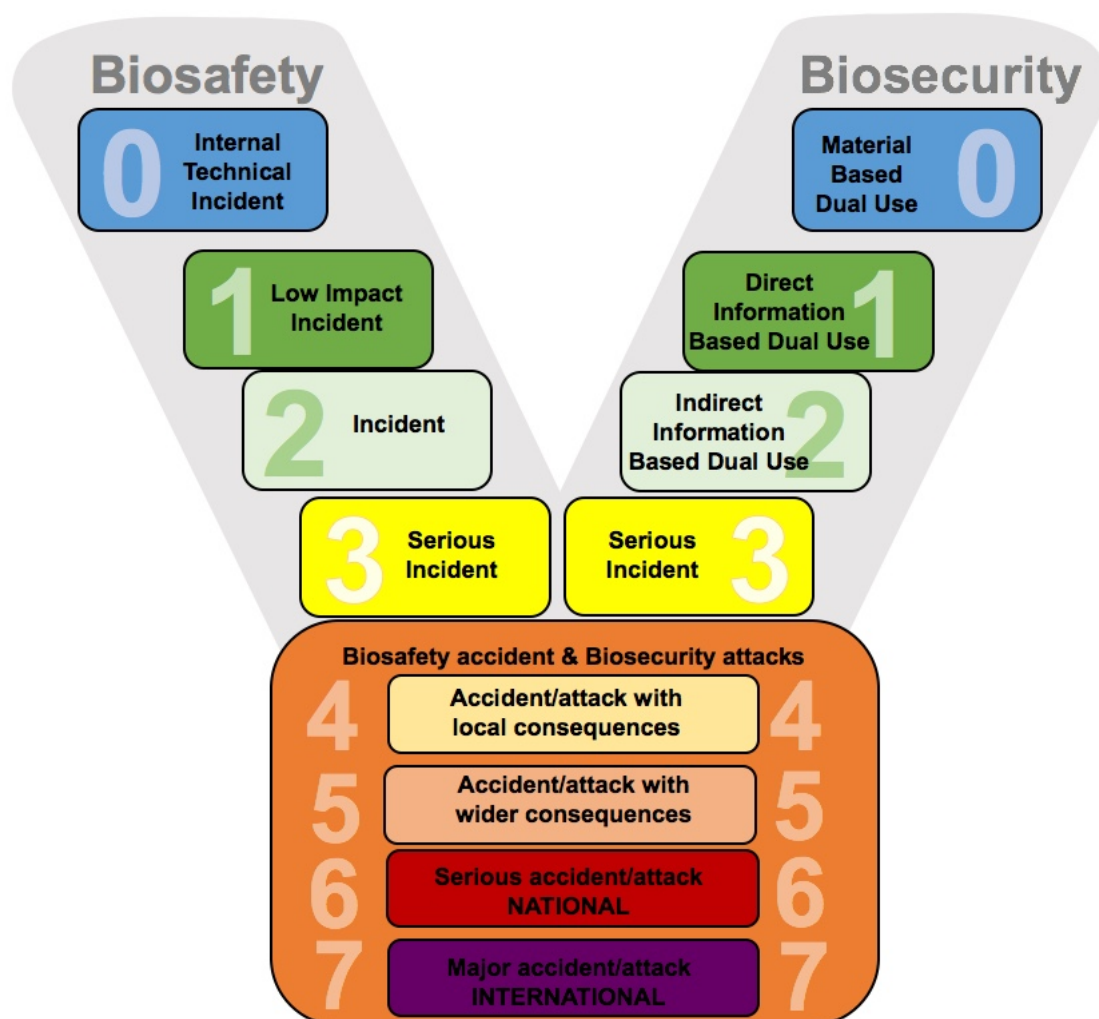 Biosafety
Biosecurity
0
Internal
Technical
Incident
Material
Based
Dual Use
0
1
Low Impact
Incident
Direct
Information
Based Dual Use
1
2
Incident
Indirect
Information
Based Dual Use
2
3
Serious
Incident
Serious
Incident
3
Biosafety accident & Biosecurity attacks
4
Accident/attack with
local consequences
4
5
Accident/attack with
wider consequences
5
6
Serious accident/attack
NATIONAL
6
7
Major accident/attack
INTERNATIONAL
7